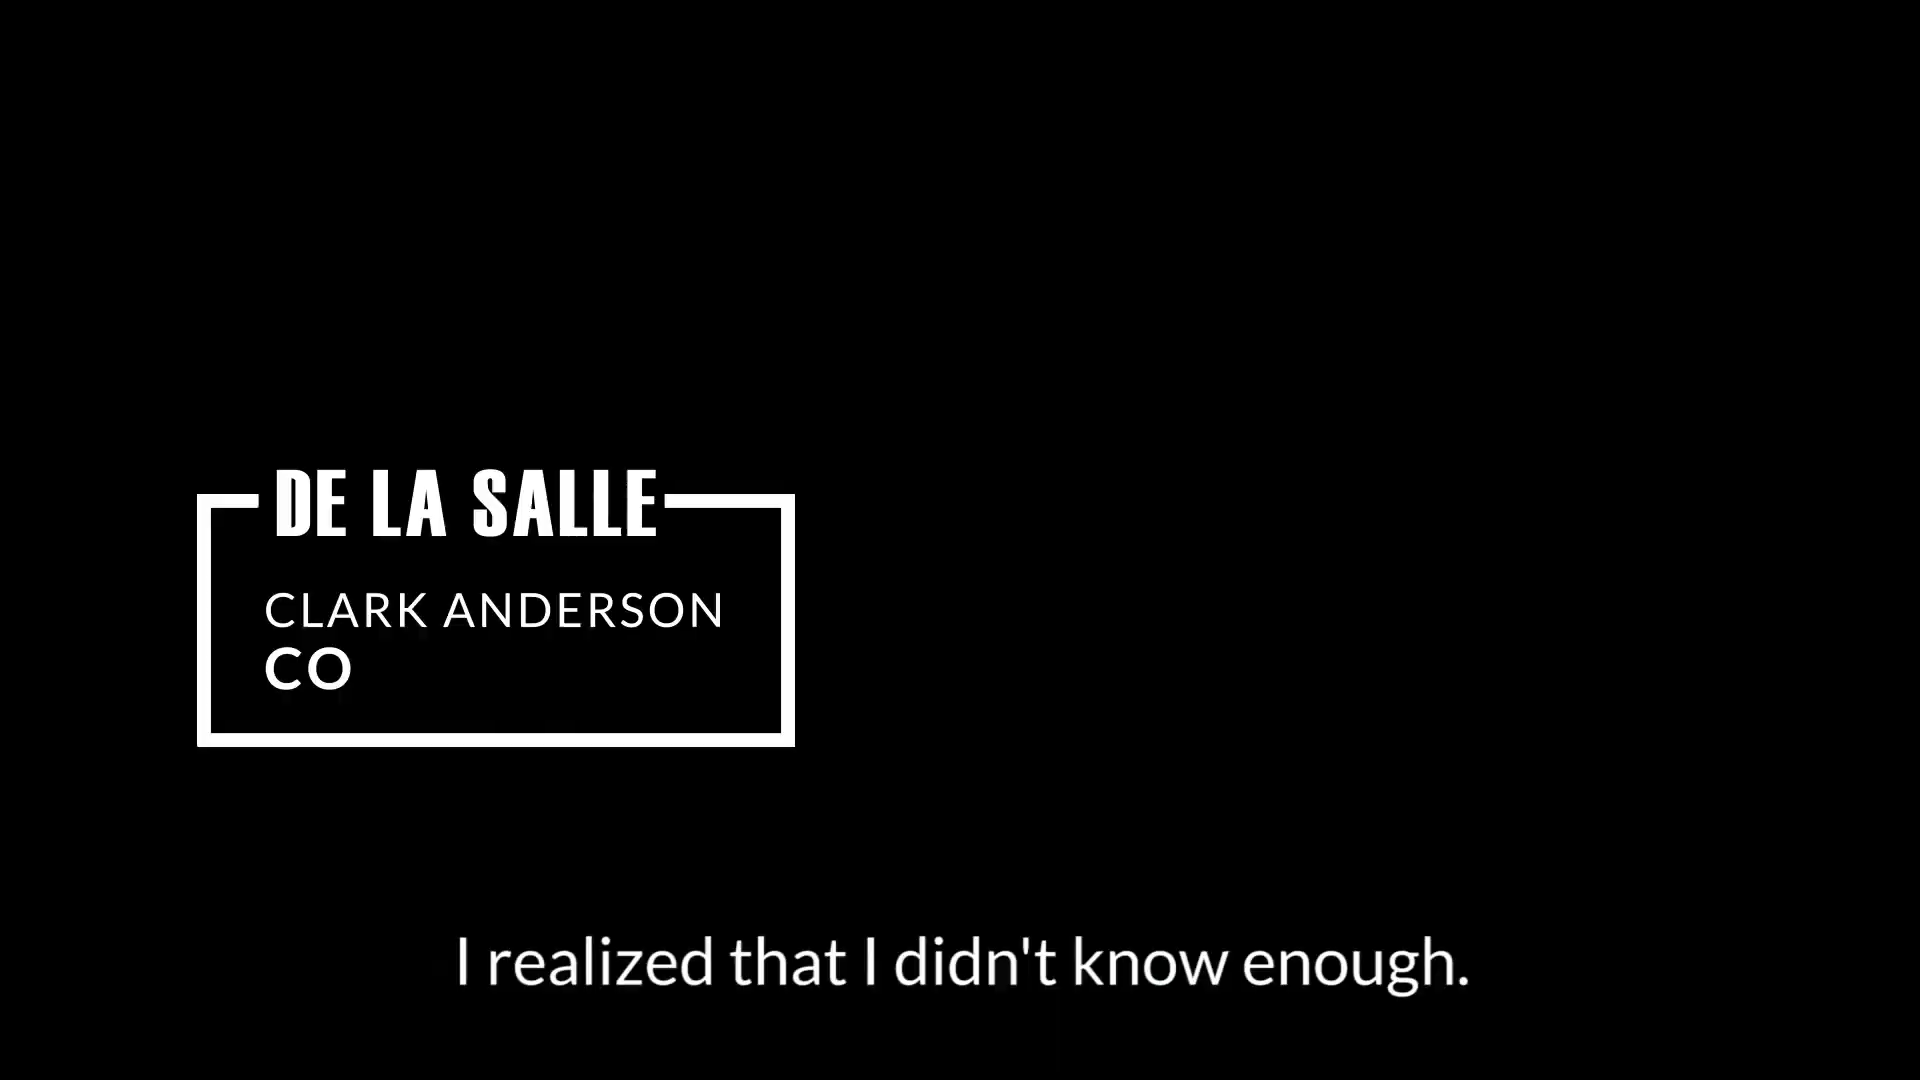 DE LA SALLE
CLARK ANDERSON
CO
I realized that I didn't know enough.